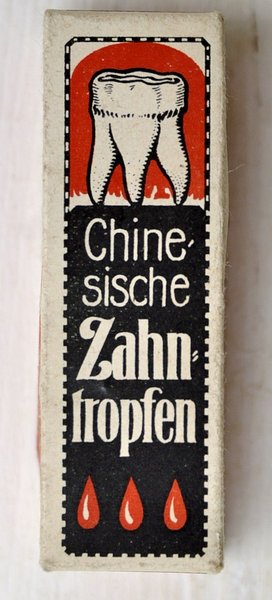 Chine-
sische
Zahn-
tropfen